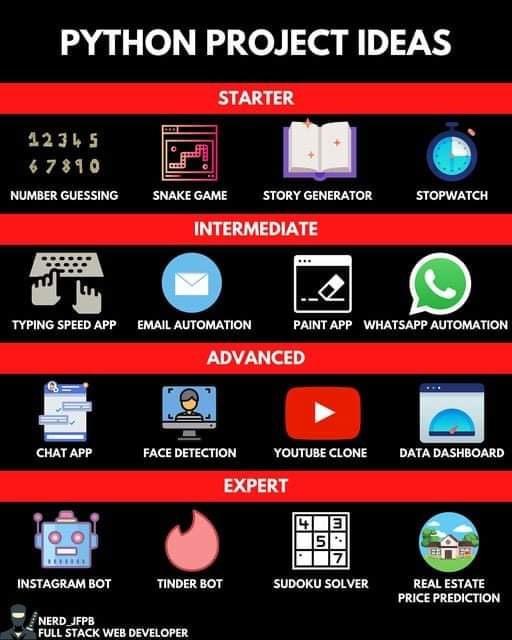 PYTHON PROJECT IDEAS
STARTER
1 2 3 4 5
6 7 8 9 0
NUMBER GUESSING
SNAKE GAME
STORY GENERATOR
STOPWATCH
INTERMEDIATE
TYPING SPEED APP
EMAIL AUTOMATION
PAINT APP
WHATSAPP AUTOMATION
ADVANCED
CHAT APP
FACE DETECTION
YOUTUBE CLONE
DATA DASHBOARD
EXPERT
4 3
5
7
INSTAGRAM BOT
TINDER BOT
SUDOKU SOLVER
REAL ESTATE
PRICE PREDICTION
NERD_JFPB
FULL STACK WEB DEVELOPER